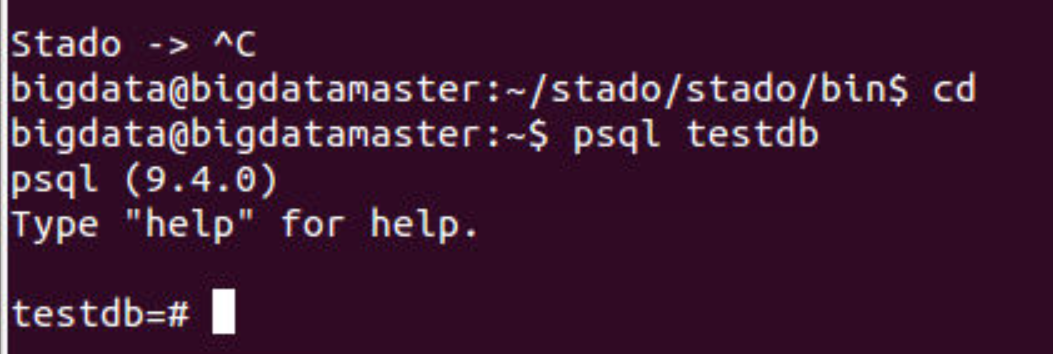 Stado -> ^C
bigdata@bigdatamaster:~/stado/stado/bin$ cd
bigdata@bigdatamaster:~$ psql testdb
psql (9.4.0)
Type "help" for help.
testdb=#